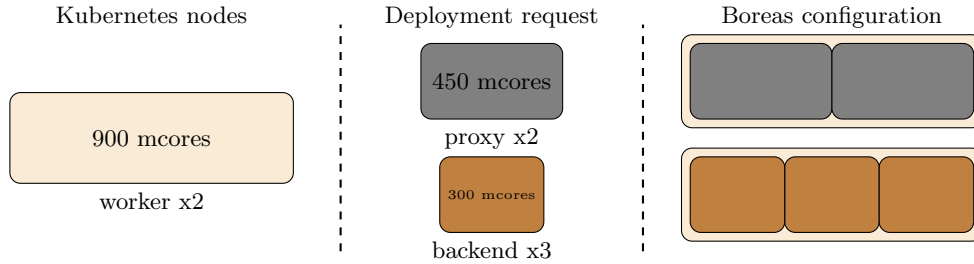 Kubernetes nodes
900 mcores
worker x2
Deployment request
450 mcores
proxy x2
300 mcores
backend x3
Boreas configuration